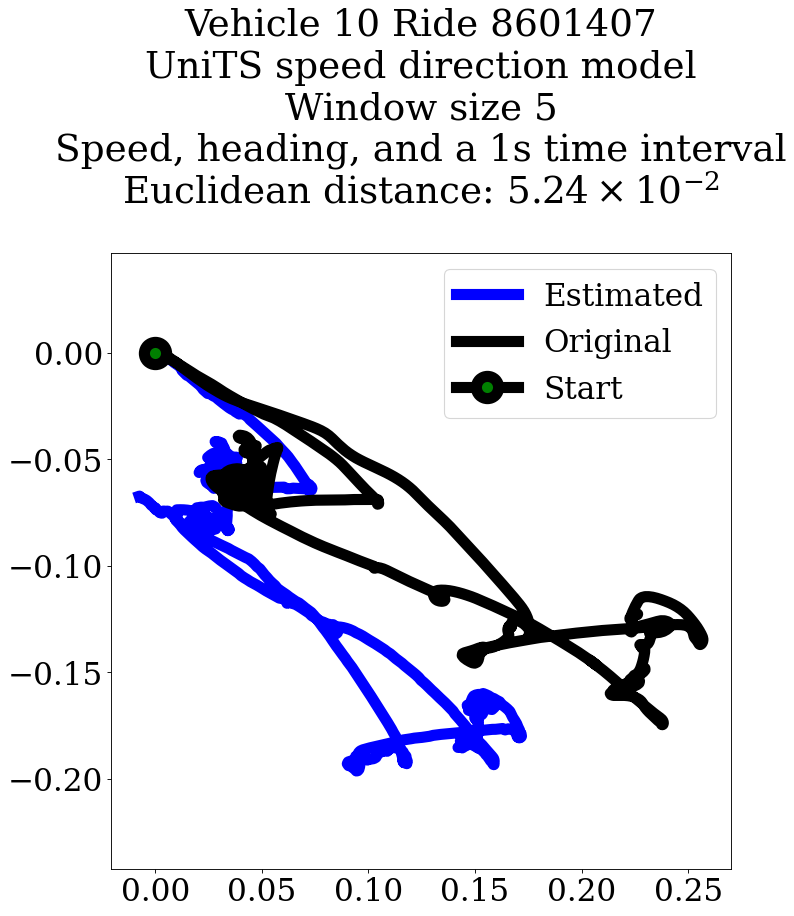 Vehicle 10 Ride 8601407
UniTS speed direction model
Window size 5
Speed, heading, and a 1s time interval
Euclidean distance: 5.24 × 10⁻²
Estimated
Original
Start
0.00
−0.05
−0.10
−0.15
−0.20
0.00 0.05 0.10 0.15 0.20 0.25